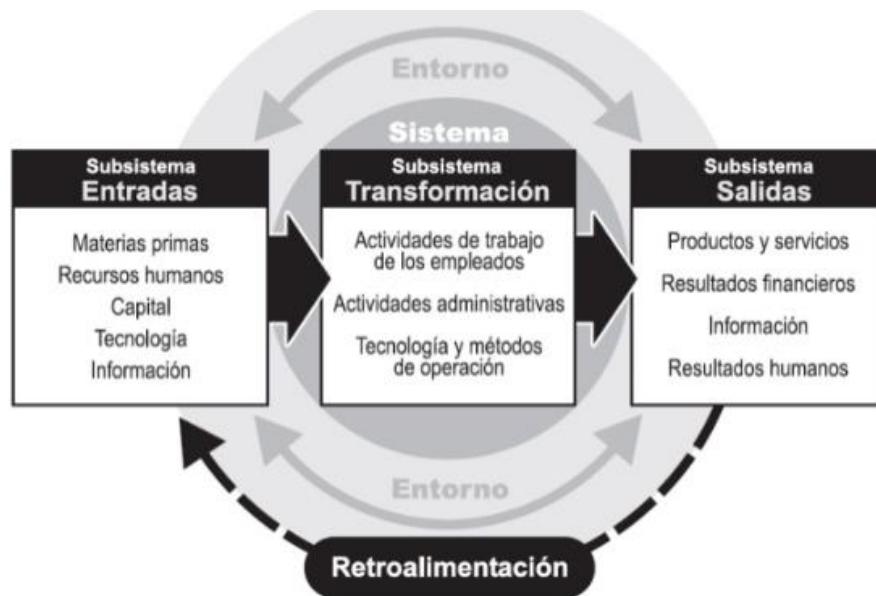 Entorno
Sistema
Subsistema
Entradas
Materias primas
Recursos humanos
Capital
Tecnología
Información
Subsistema
Transformación
Actividades de trabajo
de los empleados
Actividades administrativas
Tecnología y métodos
de operación
Subsistema
Salidas
Productos y servicios
Resultados financieros
Información
Resultados humanos
Entorno
Retroalimentación